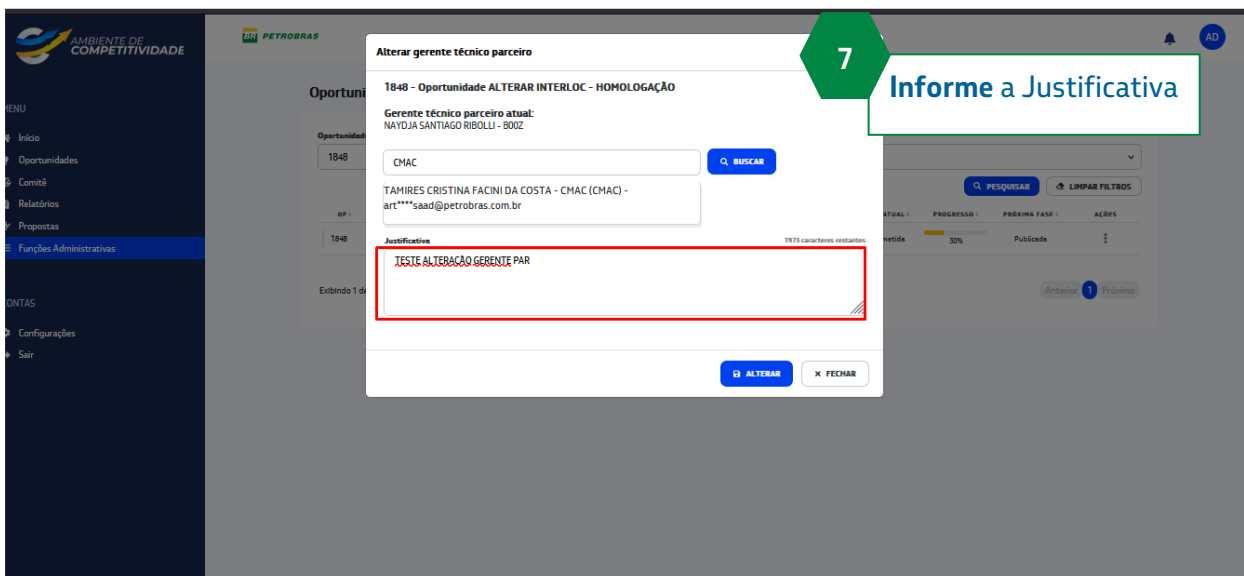 AMBIENTE DE
COMPETITIVIDADE
BR PETROBRAS
AD
MENU
Início
Oportunidades
Comitê
Relatórios
Propostas
Funções Administrativas
CONTAS
Configurações
Sair
Oportuni
Oportunidad
1848
PESQUISAR
LIMPAR FILTROS
OP
ATUAL
PROGRESSO
PRÓXIMA FASE
AÇÕES
1848
metida
30%
Publicada
Exibindo 1 de
Anterior 1 Próximo
Alterar gerente técnico parceiro
1848 - Oportunidade ALTERAR INTERLOC - HOMOLOGAÇÃO
Gerente técnico parceiro atual:
NAYDJA SANTIAGO RIBOLLI - B00Z
CMAC
BUSCAR
TAMIRES CRISTINA FACINI DA COSTA - CMAC (CMAC) -
art****saad@petrobras.com.br
Justificativa
1973 caracteres restantes
TESTE ALTERAÇÃO GERENTE PAR
ALTERAR
× FECHAR
7
Informe a Justificativa